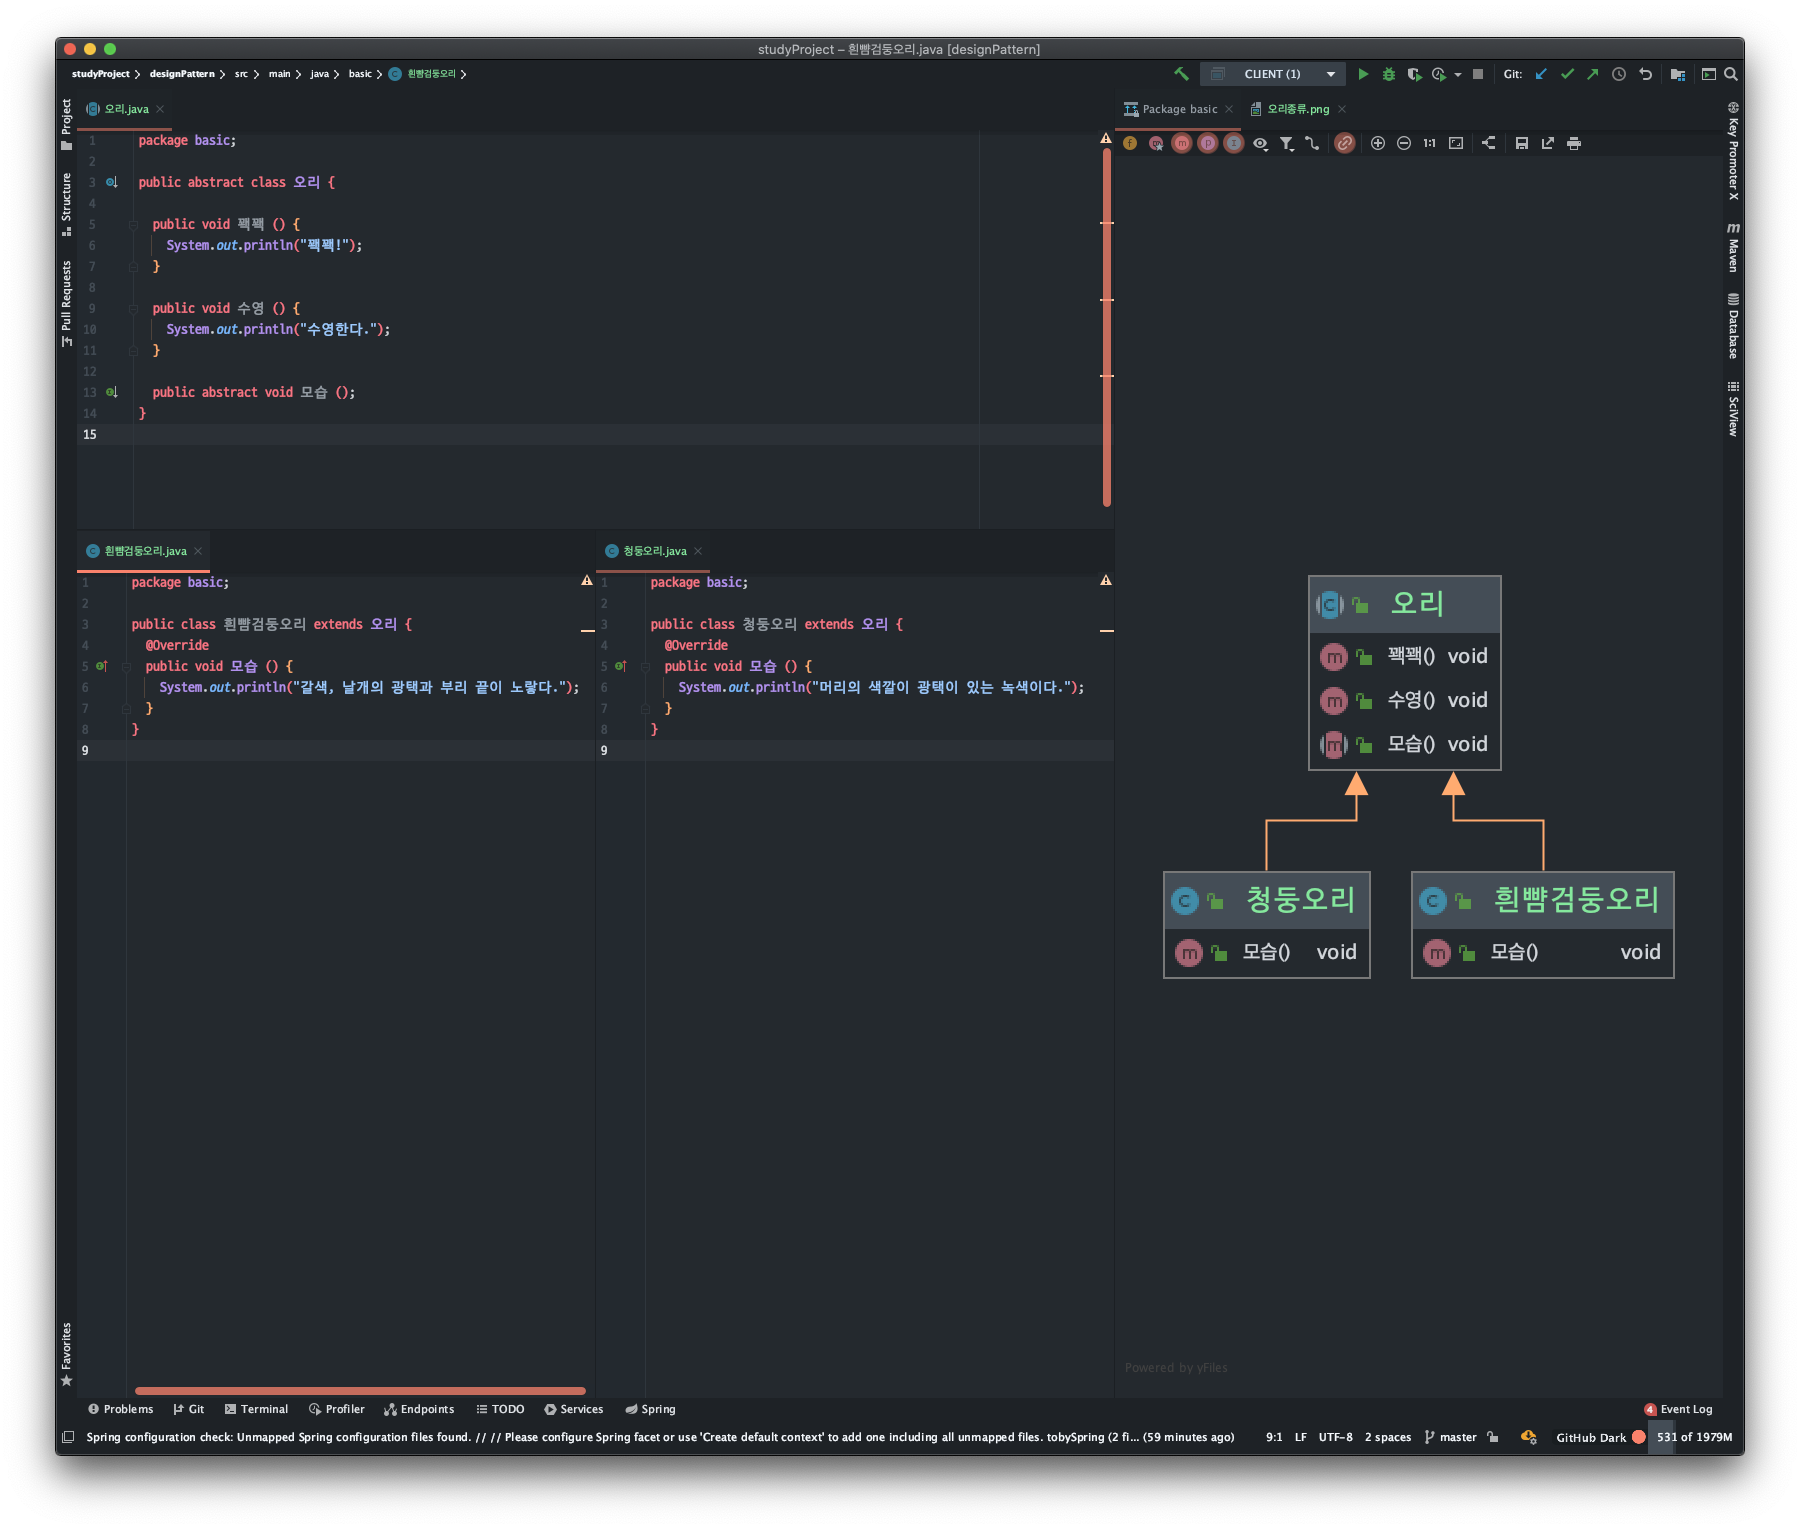 studyProject – 흰뺨검둥오리.java [designPattern]
studyProject designPattern src main java basic 흰뺨검둥오리
CLIENT (1) Git:
Project
Structure
Pull Requests
Favorites
오리.java
1 package basic;
2
3 public abstract class 오리 {
4
5 public void 꽥꽥 () {
6 System.out.println("꽥꽥!");
7 }
8
9 public void 수영 () {
10 System.out.println("수영한다.");
11 }
12
13 public abstract void 모습 ();
14 }
15
흰뺨검둥오리.java
1 package basic;
2
3 public class 흰뺨검둥오리 extends 오리 {
4 @Override
5 public void 모습 () {
6 System.out.println("갈색, 날개의 광택과 부리 끝이 노랗다.");
7 }
8 }
9
청둥오리.java
1 package basic;
2
3 public class 청둥오리 extends 오리 {
4 @Override
5 public void 모습 () {
6 System.out.println("머리의 색깔이 광택이 있는 녹색이다.");
7 }
8 }
9
Package basic 오리종류.png
1:1
오리
꽥꽥() void
수영() void
모습() void
청둥오리
모습() void
흰뺨검둥오리
모습() void
Powered by yFiles
Key Promoter X
Maven
Database
SciView
Problems Git Terminal Profiler Endpoints TODO Services Spring 4 Event Log
Spring configuration check: Unmapped Spring configuration files found. // // Please configure Spring facet or use 'Create default context' to add one including all unmapped files. tobySpring (2 fi... (59 minutes ago) 9:1 LF UTF-8 2 spaces master GitHub Dark 531 of 1979M